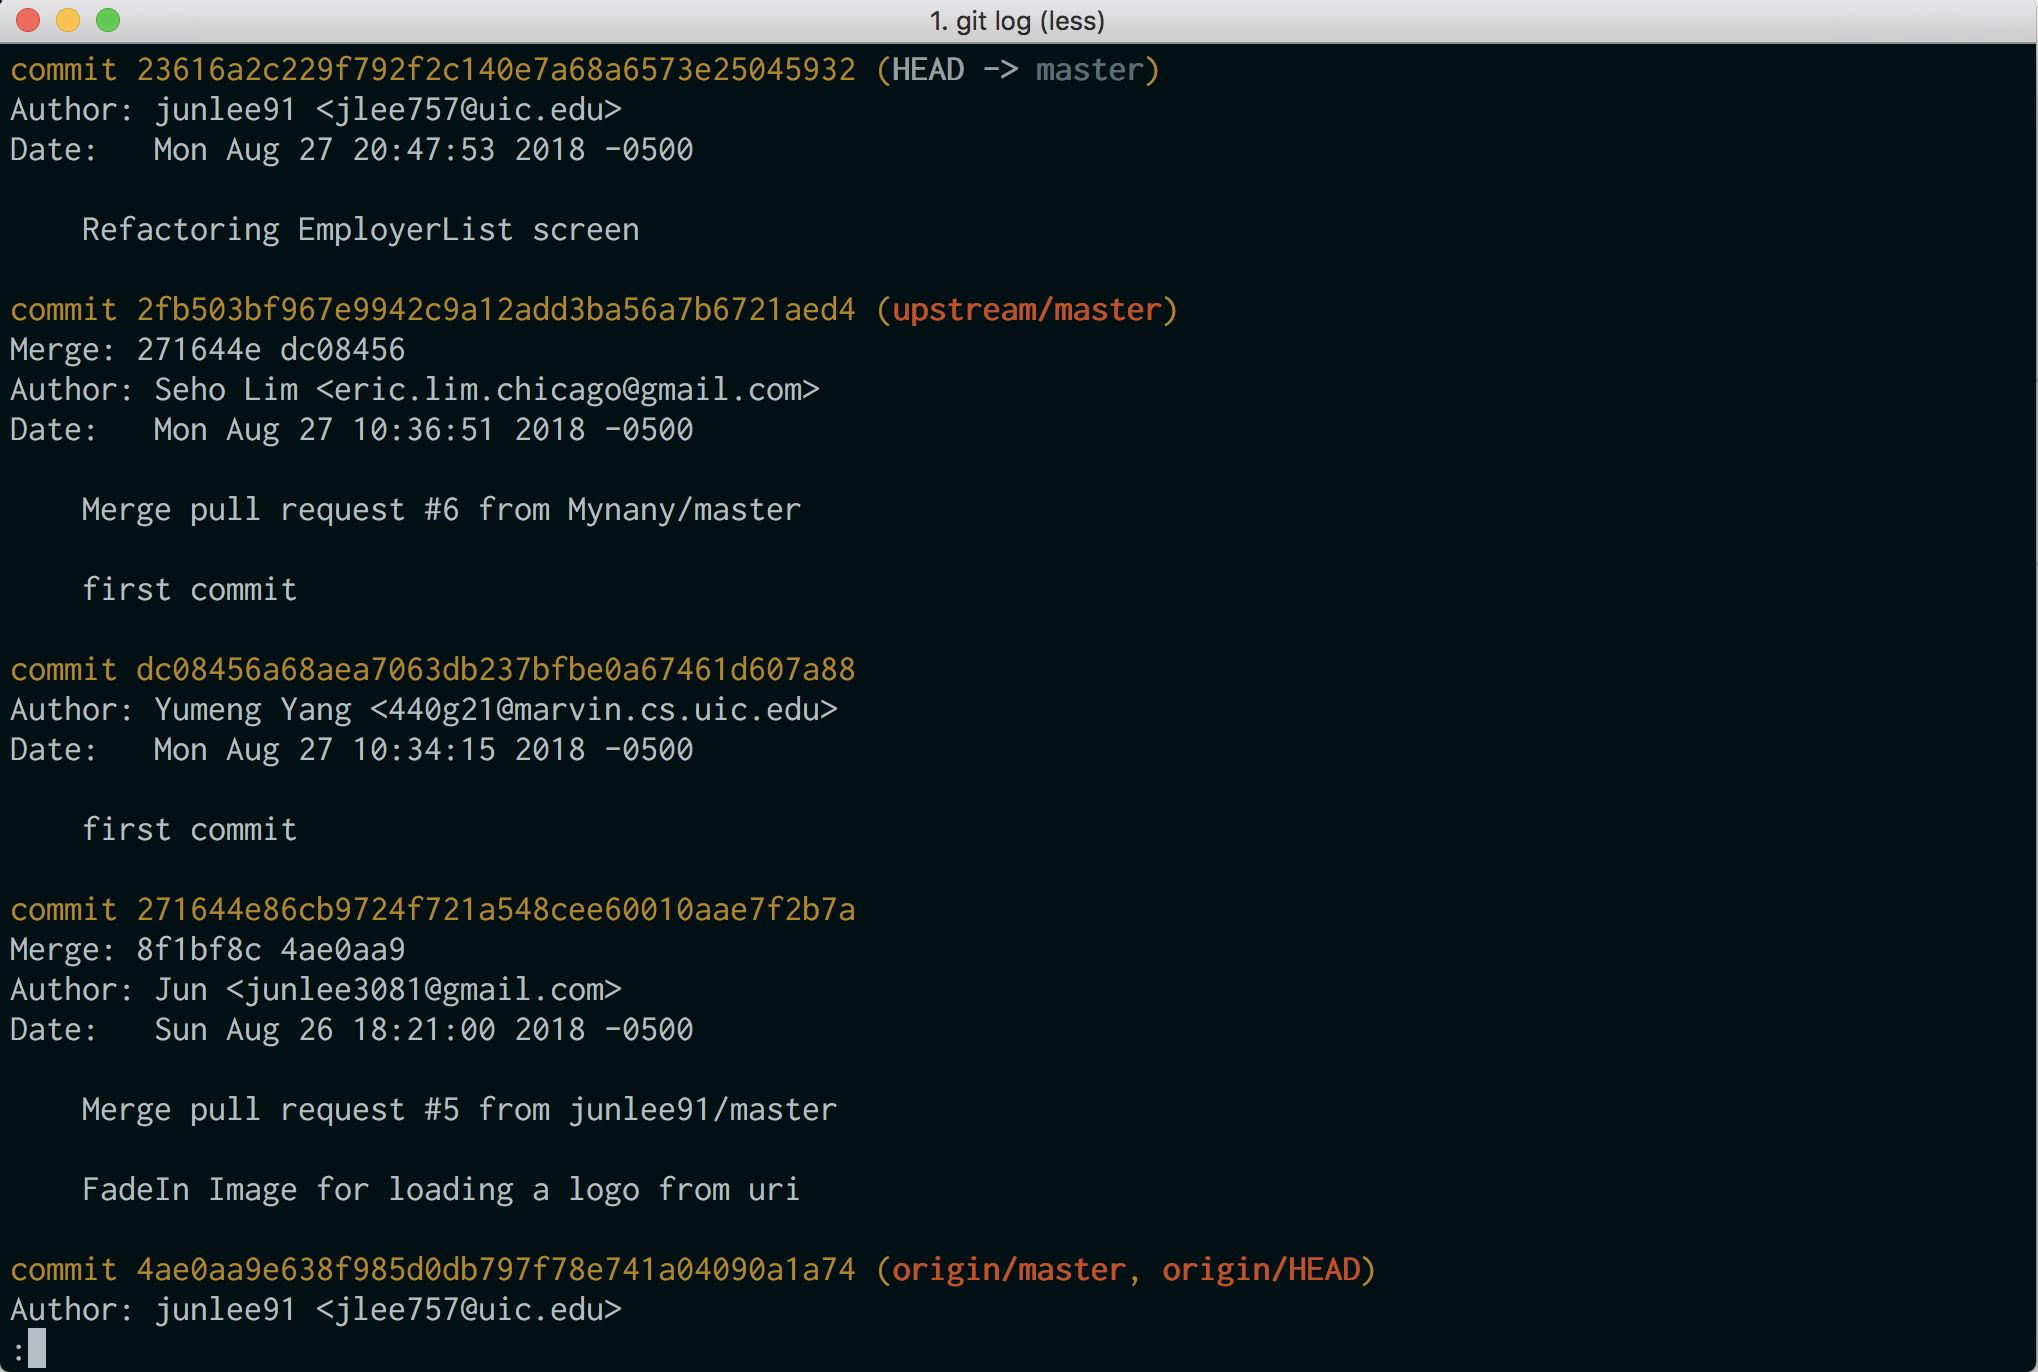 1. git log (less)
commit 23616a2c229f792f2c140e7a68a6573e25045932 (HEAD -> master)
Author: junlee91 <jlee757@uic.edu>
Date:   Mon Aug 27 20:47:53 2018 -0500
    Refactoring EmployerList screen
commit 2fb503bf967e9942c9a12add3ba56a7b6721aed4 (upstream/master)
Merge: 271644e dc08456
Author: Seho Lim <eric.lim.chicago@gmail.com>
Date:   Mon Aug 27 10:36:51 2018 -0500
    Merge pull request #6 from Mynany/master
    first commit
commit dc08456a68aea7063db237bfbe0a67461d607a88
Author: Yumeng Yang <440g21@marvin.cs.uic.edu>
Date:   Mon Aug 27 10:34:15 2018 -0500
    first commit
commit 271644e86cb9724f721a548cee60010aae7f2b7a
Merge: 8f1bf8c 4ae0aa9
Author: Jun <junlee3081@gmail.com>
Date:   Sun Aug 26 18:21:00 2018 -0500
    Merge pull request #5 from junlee91/master
    FadeIn Image for loading a logo from uri
commit 4ae0aa9e638f985d0db797f78e741a04090a1a74 (origin/master, origin/HEAD)
Author: junlee91 <jlee757@uic.edu>
: